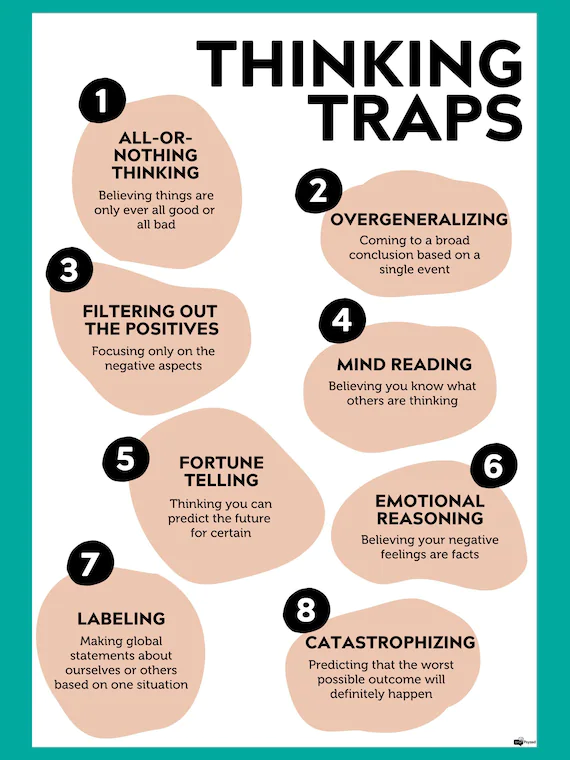 THINKING
TRAPS
1
ALL-OR-
NOTHING
THINKING
Believing things are
only ever all good or
all bad
2
OVERGENERALIZING
Coming to a broad
conclusion based on a
single event
3
FILTERING OUT
THE POSITIVES
Focusing only on the
negative aspects
4
MIND READING
Believing you know what
others are thinking
5
FORTUNE
TELLING
Thinking you can
predict the future
for certain
6
EMOTIONAL
REASONING
Believing your negative
feelings are facts
7
LABELING
Making global
statements about
ourselves or others
based on one situation
8
CATASTROPHIZING
Predicting that the worst
possible outcome will
definitely happen